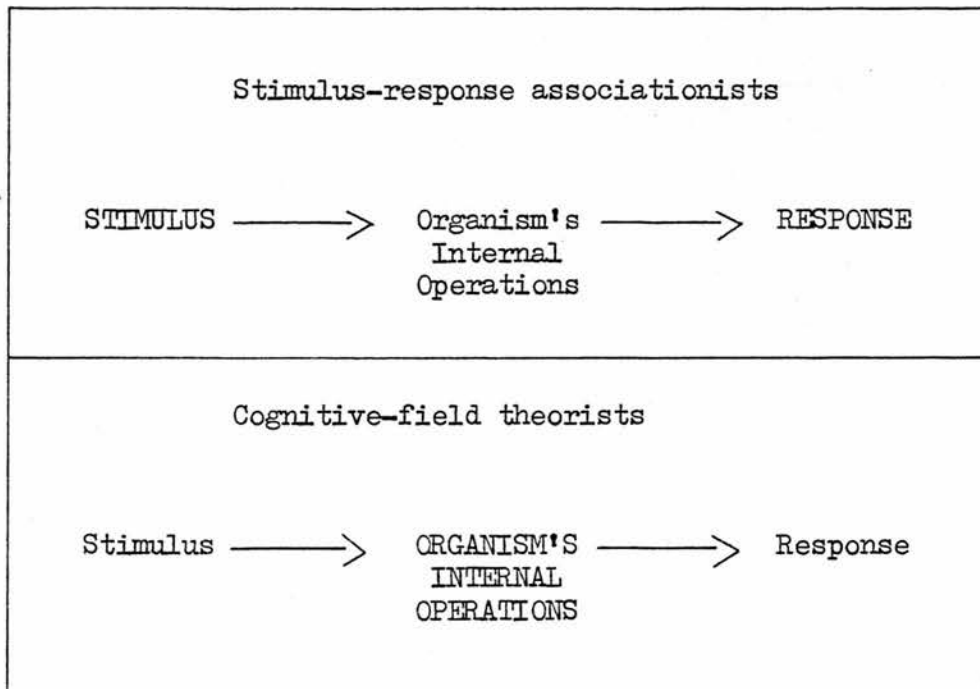 Stimulus-response associationists
STIMULUS Organism's RESPONSE
Internal
Operations
Cognitive-field theorists
Stimulus ORGANISM'S Response
INTERNAL
OPERATIONS